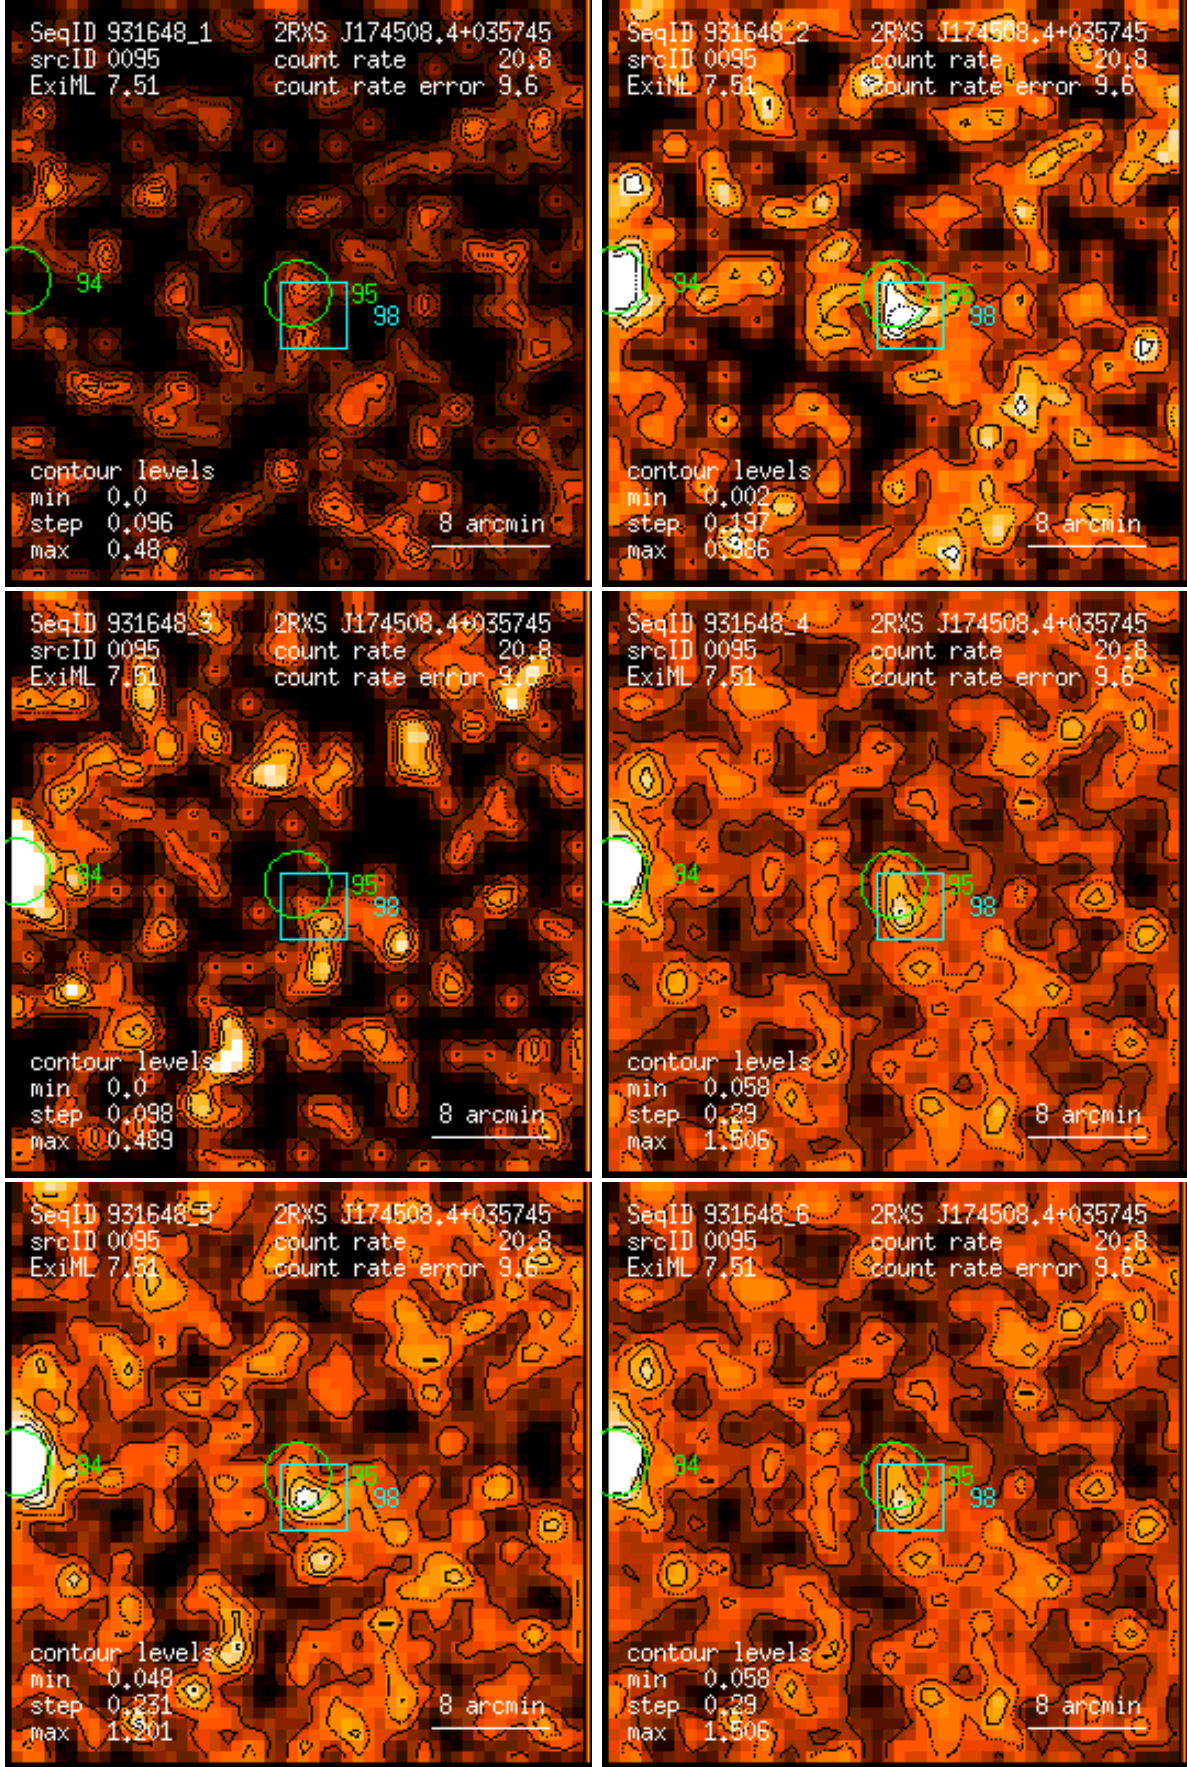 SeqID 931648_1 2RXS J174508.4+035745
srcID 0095 count rate 20.8
ExiML 7.51 count rate error 9.6
94
95
98
contour levels
min 0.0
step 0.096 8 arcmin
max 0.48
SeqID 931648_2 2RXS J174508.4+035745
srcID 0095 count rate 20.8
ExiML 7.51 count rate error 9.6
94
95
98
contour levels
min 0.002
step 0.197 8 arcmin
max 0.986
SeqID 931648_3 2RXS J174508.4+035745
srcID 0095 count rate 20.8
ExiML 7.51 count rate error 9.6
94
95
98
contour levels
min 0.0
step 0.098 8 arcmin
max 0.489
SeqID 931648_4 2RXS J174508.4+035745
srcID 0095 count rate 20.8
ExiML 7.51 count rate error 9.6
94
95
98
contour levels
min 0.058
step 0.29 8 arcmin
max 1.506
SeqID 931648_5 2RXS J174508.4+035745
srcID 0095 count rate 20.8
ExiML 7.51 count rate error 9.6
94
95
98
contour levels
min 0.048
step 0.231 8 arcmin
max 1.201
SeqID 931648_6 2RXS J174508.4+035745
srcID 0095 count rate 20.8
ExiML 7.51 count rate error 9.6
94
95
98
contour levels
min 0.058
step 0.29 8 arcmin
max 1.506